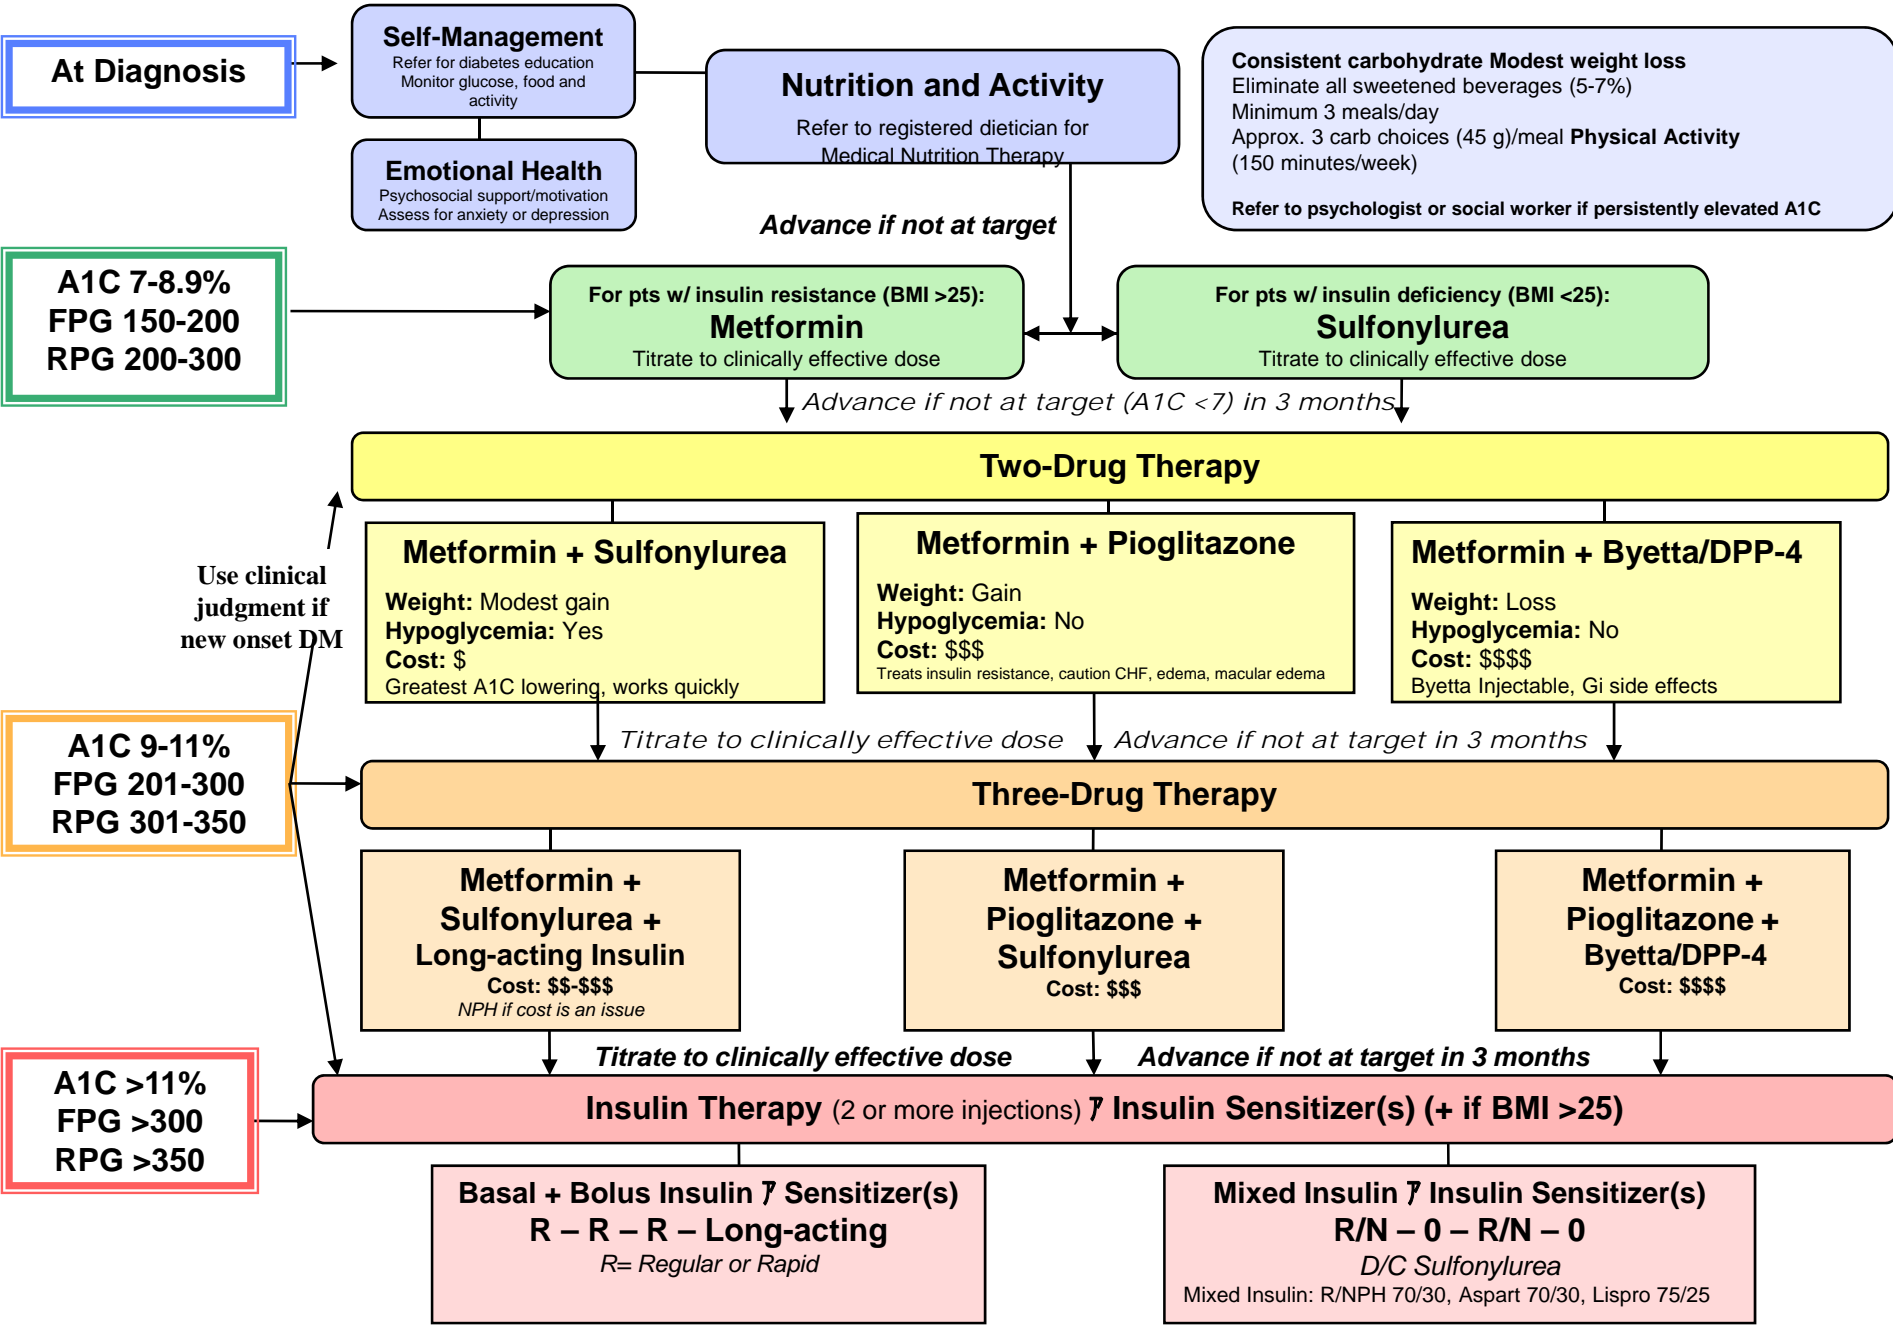 At Diagnosis
Self-Management
Refer for diabetes education
Monitor glucose, food and
activity
Emotional Health
Psychosocial support/motivation
Assess for anxiety or depression
Nutrition and Activity
Refer to registered dietician for
Medical Nutrition Therapy
Consistent carbohydrate Modest weight loss
Eliminate all sweetened beverages (5-7%)
Minimum 3 meals/day
Approx. 3 carb choices (45 g)/meal Physical Activity
(150 minutes/week)
Refer to psychologist or social worker if persistently elevated A1C
Advance if not at target
A1C 7-8.9%
FPG 150-200
RPG 200-300
For pts w/ insulin resistance (BMI >25):
Metformin
Titrate to clinically effective dose
For pts w/ insulin deficiency (BMI <25):
Sulfonylurea
Titrate to clinically effective dose
Advance if not at target (A1C <7) in 3 months
Two-Drug Therapy
Use clinical
judgment if
new onset DM
Metformin + Sulfonylurea
Weight: Modest gain
Hypoglycemia: Yes
Cost: $
Greatest A1C lowering, works quickly
Metformin + Pioglitazone
Weight: Gain
Hypoglycemia: No
Cost: $$$
Treats insulin resistance, caution CHF, edema, macular edema
Metformin + Byetta/DPP-4
Weight: Loss
Hypoglycemia: No
Cost: $$$$
Byetta Injectable, Gi side effects
Titrate to clinically effective dose
Advance if not at target in 3 months
A1C 9-11%
FPG 201-300
RPG 301-350
Three-Drug Therapy
Metformin +
Sulfonylurea +
Long-acting Insulin
Cost: $$-$$$
NPH if cost is an issue
Metformin +
Pioglitazone +
Sulfonylurea
Cost: $$$
Metformin +
Pioglitazone +
Byetta/DPP-4
Cost: $$$$
Titrate to clinically effective dose
Advance if not at target in 3 months
A1C >11%
FPG >300
RPG >350
Insulin Therapy (2 or more injections) Insulin Sensitizer(s) (+ if BMI >25)
Basal + Bolus Insulin Sensitizer(s)
R – R – R – Long-acting
R= Regular or Rapid
Mixed Insulin Insulin Sensitizer(s)
R/N – 0 – R/N – 0
D/C Sulfonylurea
Mixed Insulin: R/NPH 70/30, Aspart 70/30, Lispro 75/25